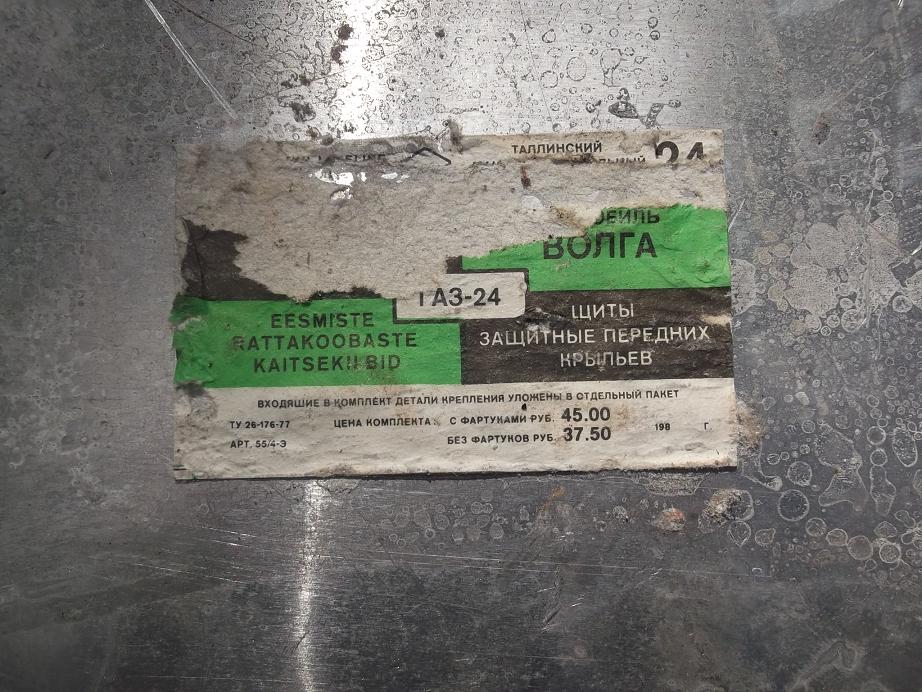 ТАЛЛИНСКИЙ
24
ВОЛГА
ГАЗ-24
EESMISTE
RATTAKOOBASTE
KAITSEKILBID
ЩИТЫ
ЗАЩИТНЫЕ ПЕРЕДНИХ
КРЫЛЬЕВ
ВХОДЯЩИЕ В КОМПЛЕКТ ДЕТАЛИ КРЕПЛЕНИЯ УЛОЖЕНЫ В ОТДЕЛЬНЫЙ ПАКЕТ
ТУ 26-176-77 ЦЕНА КОМПЛЕКТА: С ФАРТУКАМИ РУБ. 45.00
АРТ. 55/4-Э БЕЗ ФАРТУКОВ РУБ. 37.50 198 Г.